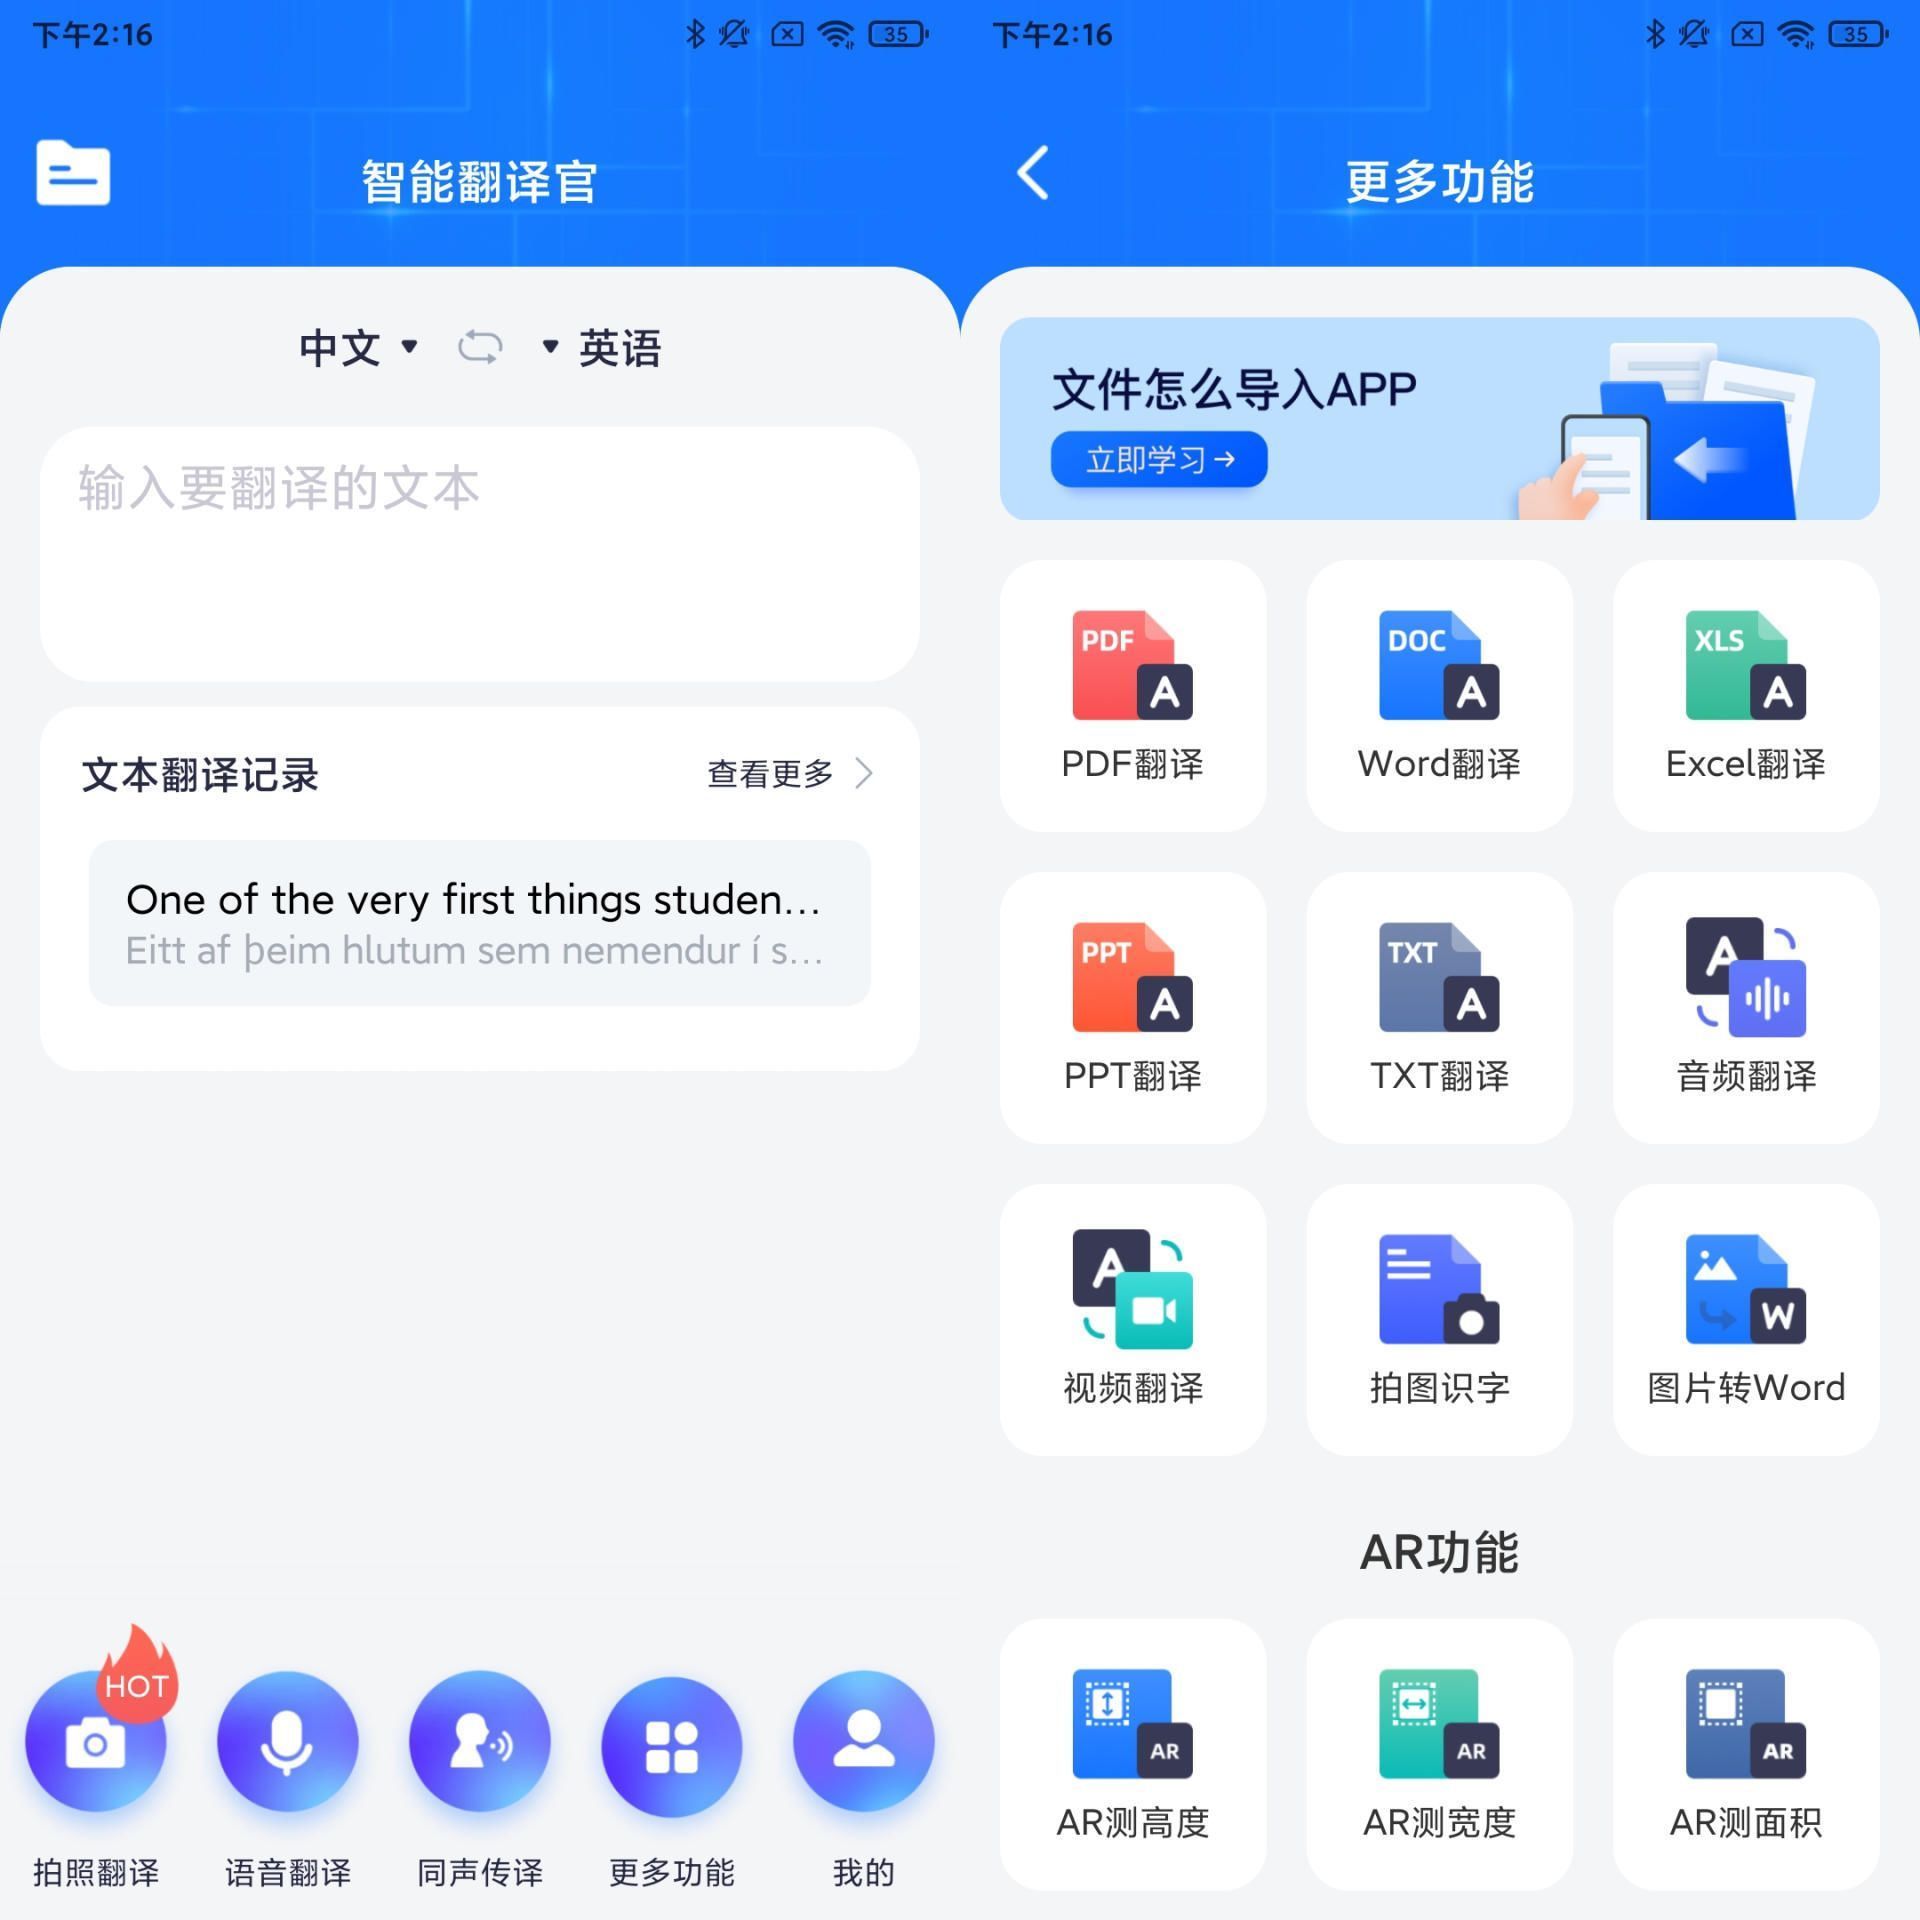 下午2:16
35
智能翻译官
中文
英语
输入要翻译的文本
文本翻译记录
查看更多
One of the very first things studen...
Eitt af þeim hlutum sem nemendur í s...
HOT
拍照翻译
语音翻译
同声传译
更多功能
我的
下午2:16
35
更多功能
文件怎么导入APP
立即学习→
PDF
A
DOC
A
XLS
A
PDF翻译
Word翻译
Excel翻译
PPT
A
TXT
A
A
PPT翻译
TXT翻译
音频翻译
A
W
视频翻译
拍图识字
图片转Word
AR功能
AR
AR
AR
AR测高度
AR测宽度
AR测面积